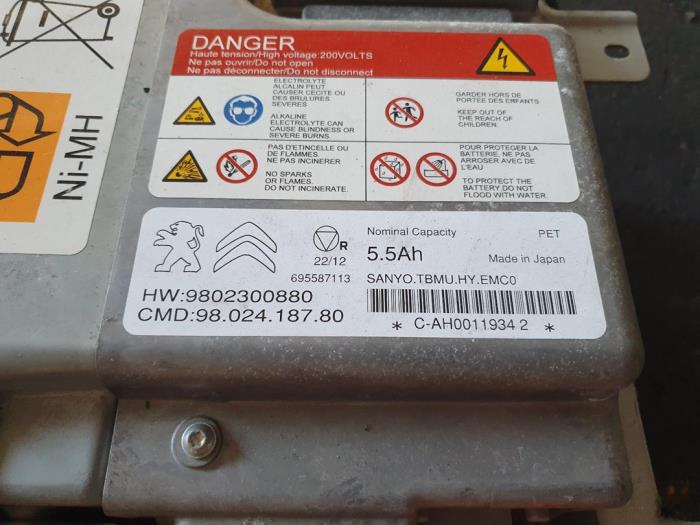 DANGER
Haute tension/High voltage:200VOLTS
Ne pas ouvrir/Do not open
Ne pas déconnecter/Do not disconnect
ELECTROLYTE
ALCALIN PEUT
CAUSER CECITE OU
DES BRULURES
SEVERES
ALKALINE
ELECTROLYTE CAN
CAUSE BLINDNESS OR
SEVERE BURNS.
GARDER HORS DE
PORTEE DES ENFANTS.
KEEP OUT OF
THE REACH OF
CHILDREN.
PAS D'ETINCELLE OU
DE FLAMMES.
NE PAS INCINERER
NO SPARKS
OR FLAMES.
DO NOT INCINERATE.
POUR PROTEGER LA
BATTERIE, NE PAS
ARROSER AVEC DE
L'EAU
TO PROTECT THE
BATTERY,DO NOT
FLOOD WITH WATER.
Ni-MH
R
22/12
695587113
Nominal Capacity
PET
5.5Ah
Made in Japan
SANYO.TBMU.HY.EMC0
HW:9802300880
CMD:98.024.187.80
* C-AH0011934 2 *